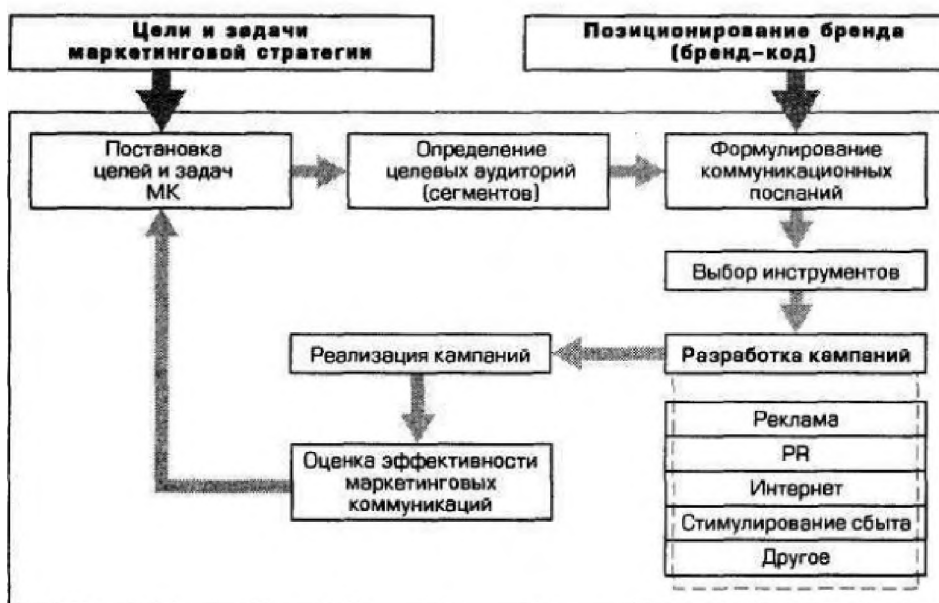 Цели и задачи
маркетинговой стратегии
Позиционирование бренда
(бренд-код)
Постановка
целей и задач
МК
Определение
целевых аудиторий
(сегментов)
Формулирование
коммуникационных
посланий
Выбор инструментов
Реализация кампаний
Разработка кампаний
Оценка эффективности
маркетинговых
коммуникаций
Реклама
PR
Интернет
Стимулирование сбыта
Другое